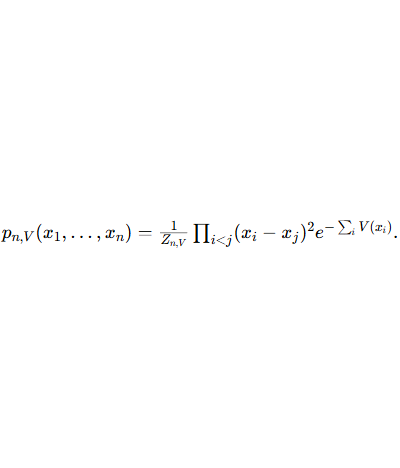 $p_{n,V}(x_1, \ldots, x_n) = \frac{1}{Z_{n,V}} \prod_{i<j} (x_i - x_j)^2 e^{-\sum_i V(x_i)}.$